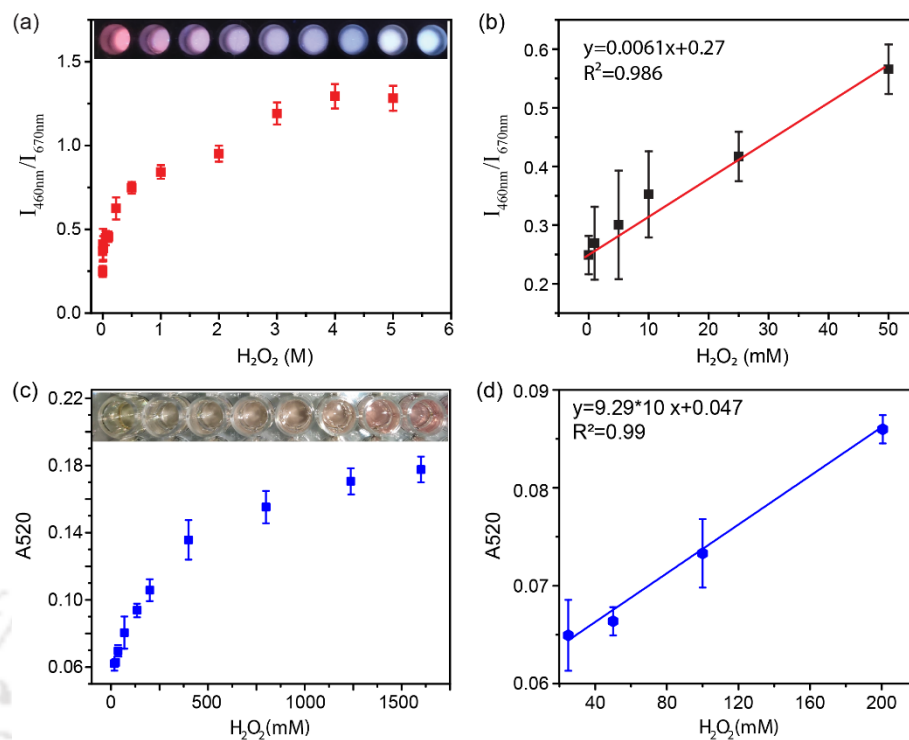 (a)
I460nm/I670nm
1.5
1.0
0.5
0.0
0 1 2 3 4 5 6
H₂O₂ (M)
(b)
y=0.0061x+0.27
R²=0.986
I460nm/I670nm
0.6
0.5
0.4
0.3
0.2
0 10 20 30 40 50
H₂O₂ (mM)
(c)
A520
0.22
0.18
0.14
0.10
0.06
0 500 1000 1500
H₂O₂(mM)
(d)
y=9.29*10 x+0.047
R²=0.99
A520
0.09
0.08
0.07
0.06
40 80 120 160 200
H₂O₂(mM)